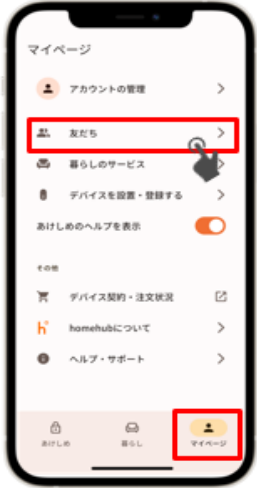 マイページ
アカウントの管理
友だち
暮らしのサービス
デバイスを設置・登録する
あけしめのヘルプを表示
その他
デバイス契約・注文状況
homehubについて
ヘルプ・サポート
あけしめ
暮らし
マイページ